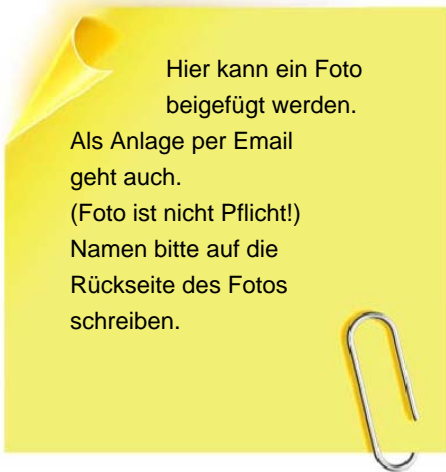 Hier kann ein Foto
beigefügt werden.
Als Anlage per Email
geht auch.
(Foto ist nicht Pflicht!)
Namen bitte auf die
Rückseite des Fotos
schreiben.